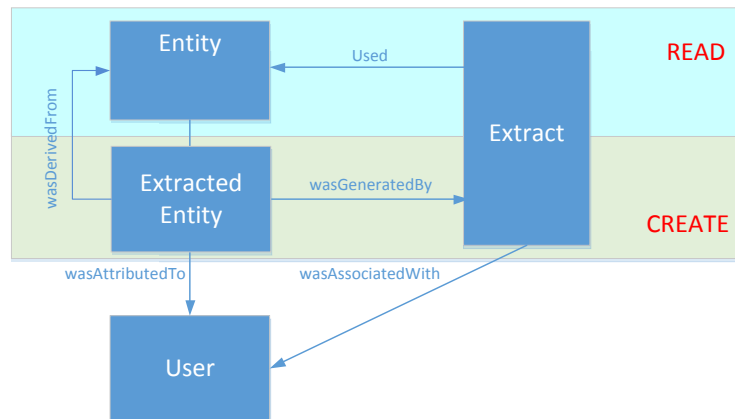 Entity
Used
READ
wasDerivedFrom
Extract
Extracted
Entity
wasGeneratedBy
CREATE
wasAttributedTo
wasAssociatedWith
User